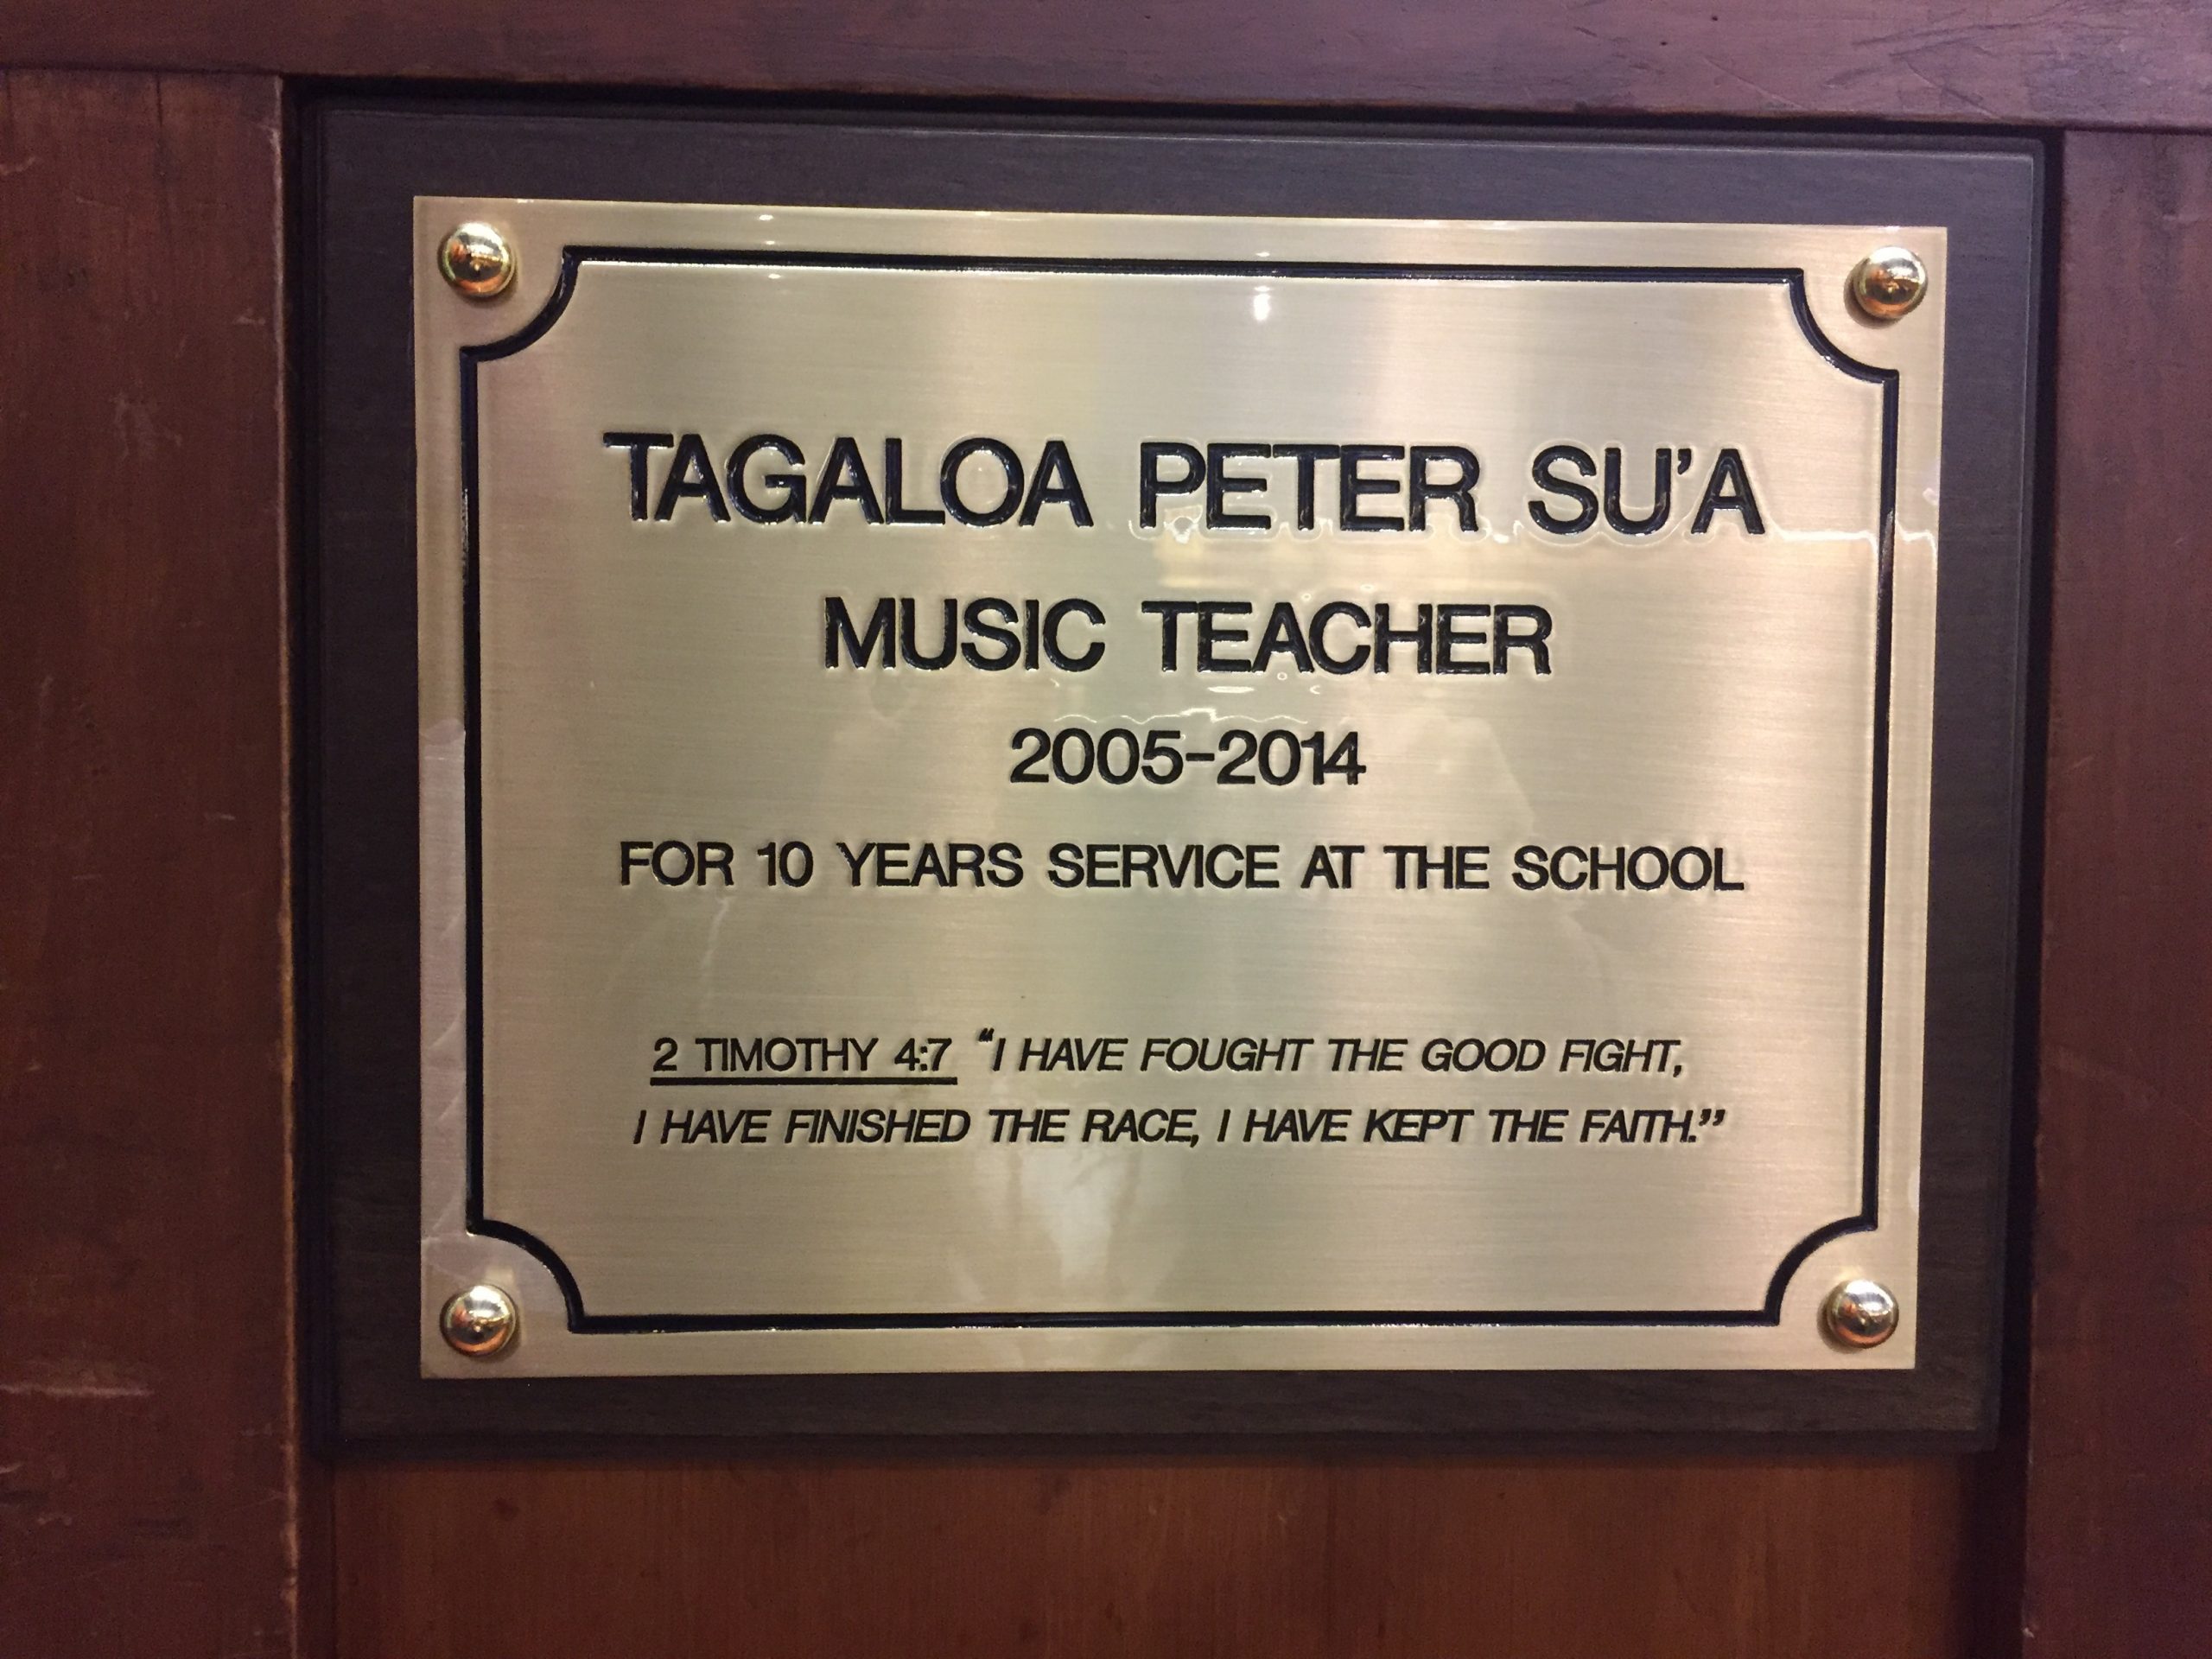 TAGALOA PETER SU'A
MUSIC TEACHER
2005-2014
FOR 10 YEARS SERVICE AT THE SCHOOL
2 TIMOTHY 4:7 “I HAVE FOUGHT THE GOOD FIGHT,
I HAVE FINISHED THE RACE, I HAVE KEPT THE FAITH.”